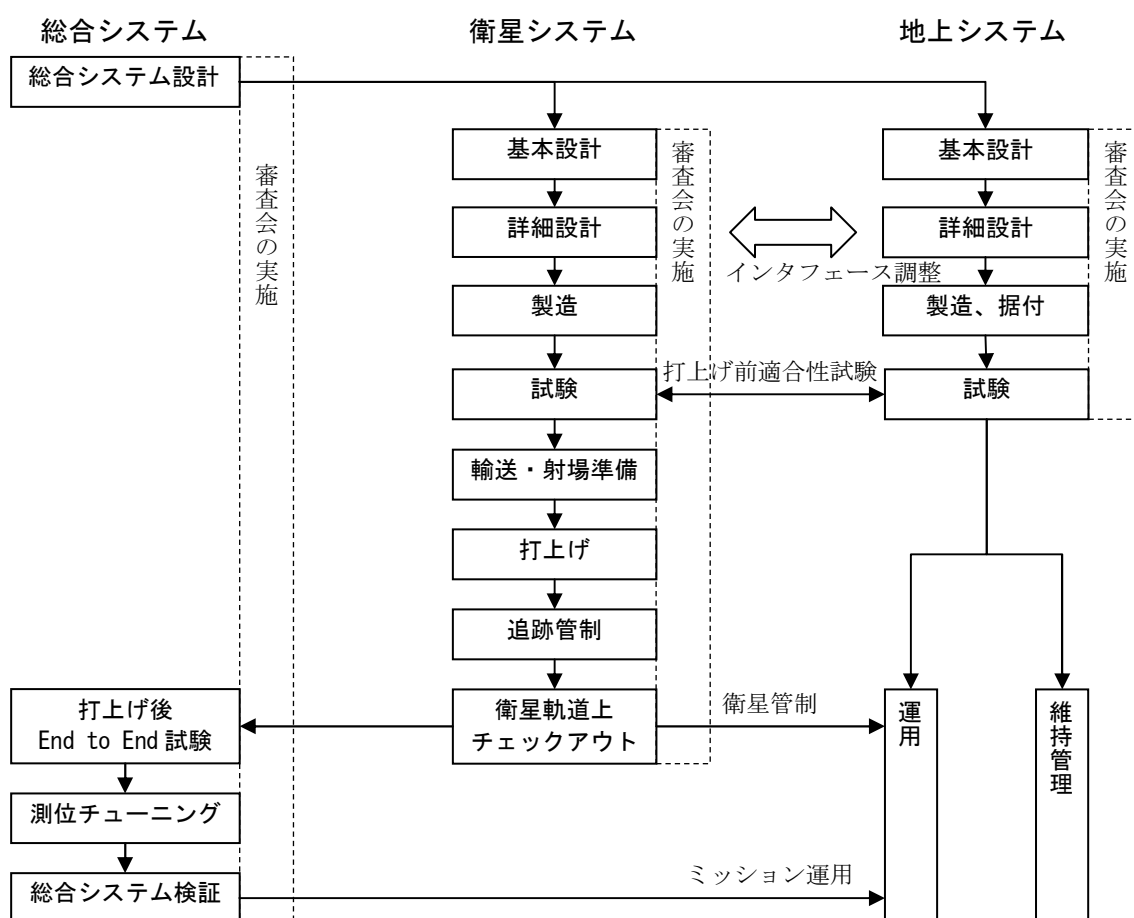 総合システム
衛星システム
地上システム
総合システム設計
基本設計
基本設計
審査会の実施
審査会の実施
審査会の実施
詳細設計
詳細設計
インタフェース調整
製造
製造、据付
打上げ前適合性試験
試験
試験
輸送・射場準備
打上げ
追跡管制
打上げ後
End to End 試験
衛星軌道上
チェックアウト
衛星管制
運用
維持管理
測位チューニング
総合システム検証
ミッション運用